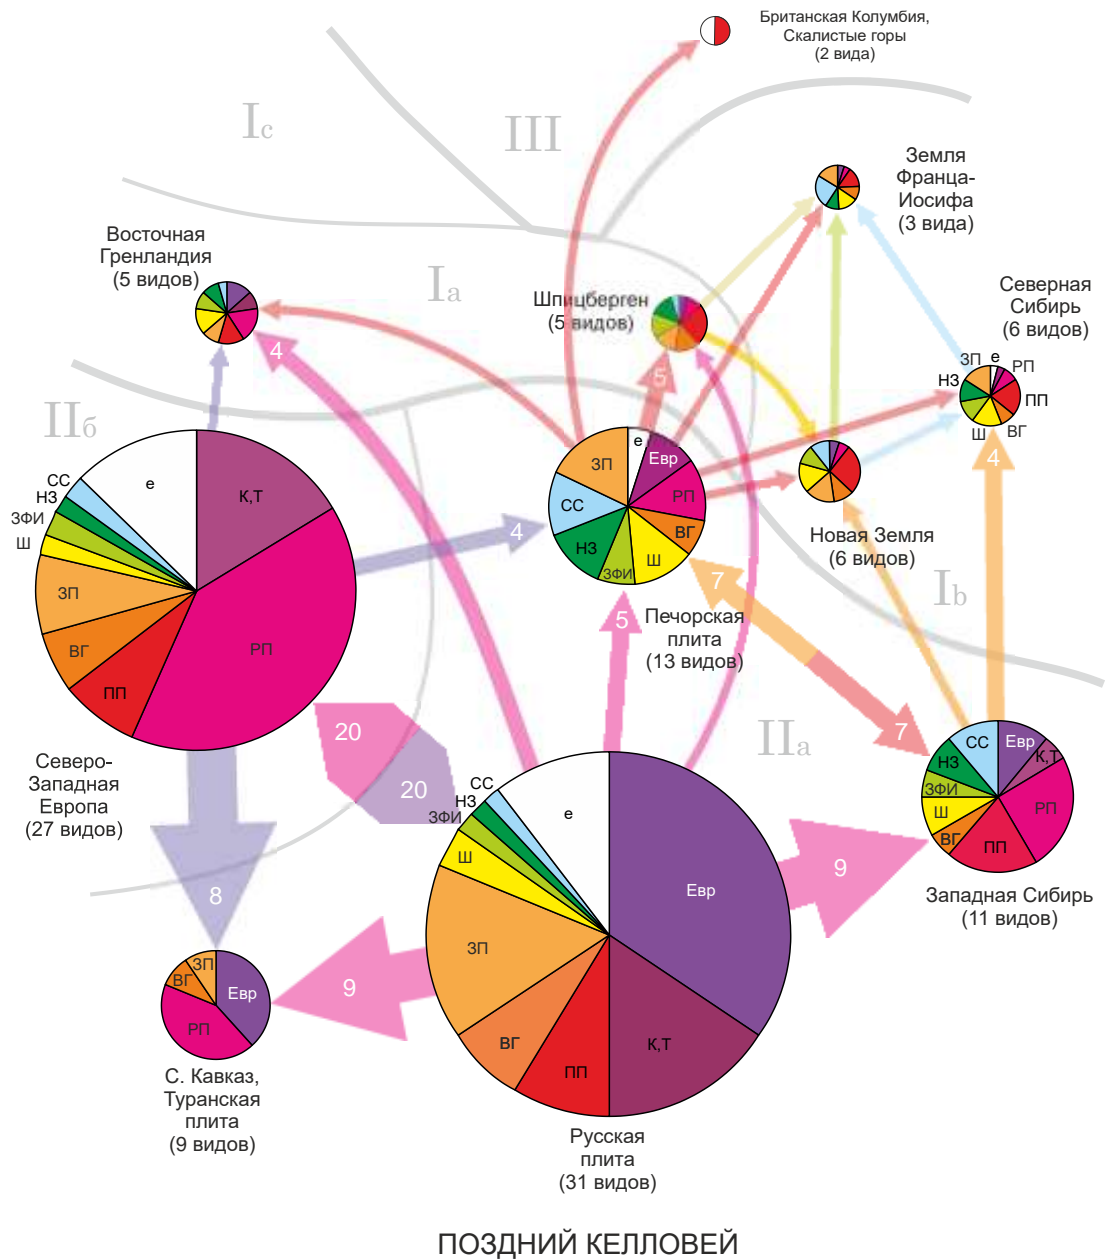 Британская Колумбия,
Скалистые горы
(2 вида)
Iс
III
Земля
Франца-
Иосифа
(3 вида)
Восточная
Гренландия
(5 видов)
Ia
Шпицберген
(5 видов)
Северная
Сибирь
(6 видов)
4
5
ЗП
е
РП
НЗ
ПП
Ш
ВГ
4
IIб
е
К,Т
СС
НЗ
ЗФИ
Ш
ЗП
ВГ
ПП
РП
4
е
ЗП
Евр
СС
РП
НЗ
ВГ
ЗФИ
Ш
Новая Земля
(6 видов)
7
Ib
5
Печорская
плита
(13 видов)
IIa
7
20
20
Северо-
Западная
Европа
(27 видов)
СС
Евр
К,Т
НЗ
ЗФИ
РП
Ш
ВГ
ПП
Западная Сибирь
(11 видов)
8
9
9
СС
НЗ
ЗФИ
Ш
е
Евр
ЗП
ВГ
ПП
К,Т
ЗП
ВГ
Евр
РП
С. Кавказ,
Туранская
плита
(9 видов)
Русская
плита
(31 видов)
ПОЗДНИЙ КЕЛЛОВЕЙ